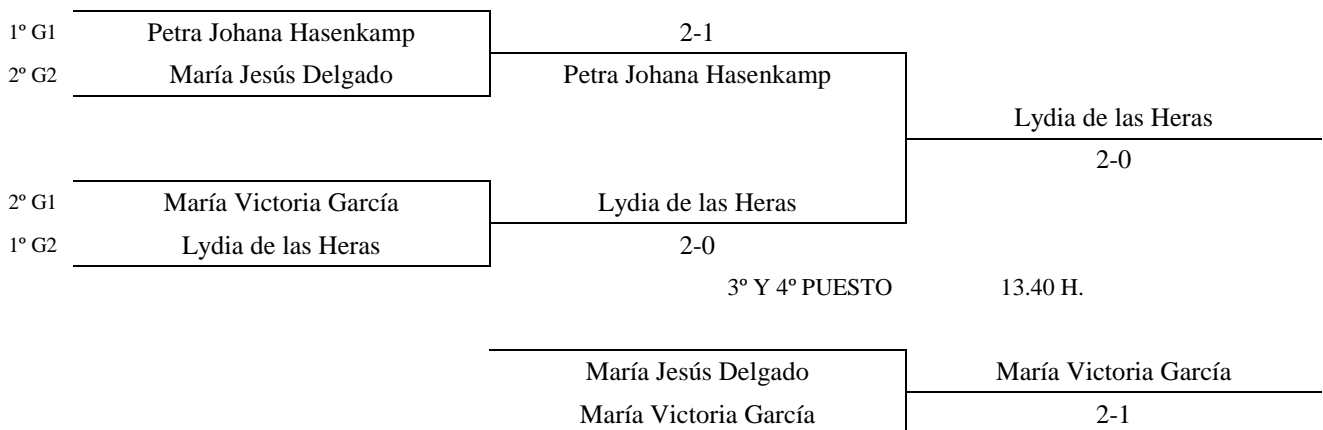 1º G1 Petra Johana Hasenkamp 2-1
2º G2 María Jesús Delgado Petra Johana Hasenkamp
Lydia de las Heras
2-0
2º G1 María Victoria García Lydia de las Heras
1º G2 Lydia de las Heras 2-0
3º Y 4º PUESTO 13.40 H.
María Jesús Delgado María Victoria García
María Victoria García 2-1